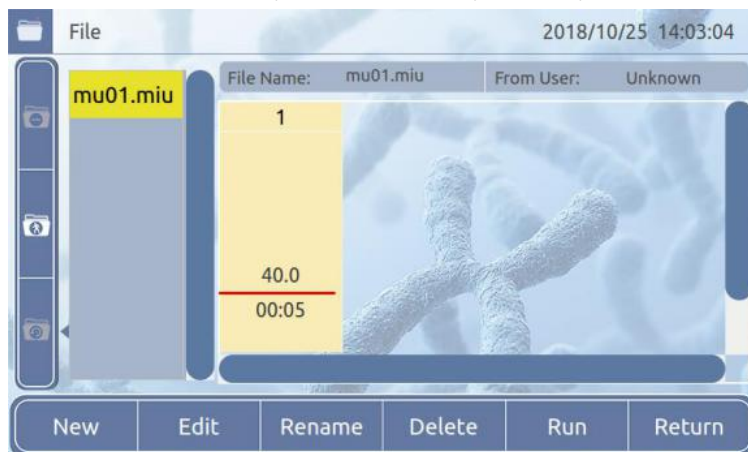 File
2018/10/25 14:03:04
mu01.miu
File Name: mu01.miu From User: Unknown
1
40.0
00:05
New Edit Rename Delete Run Return